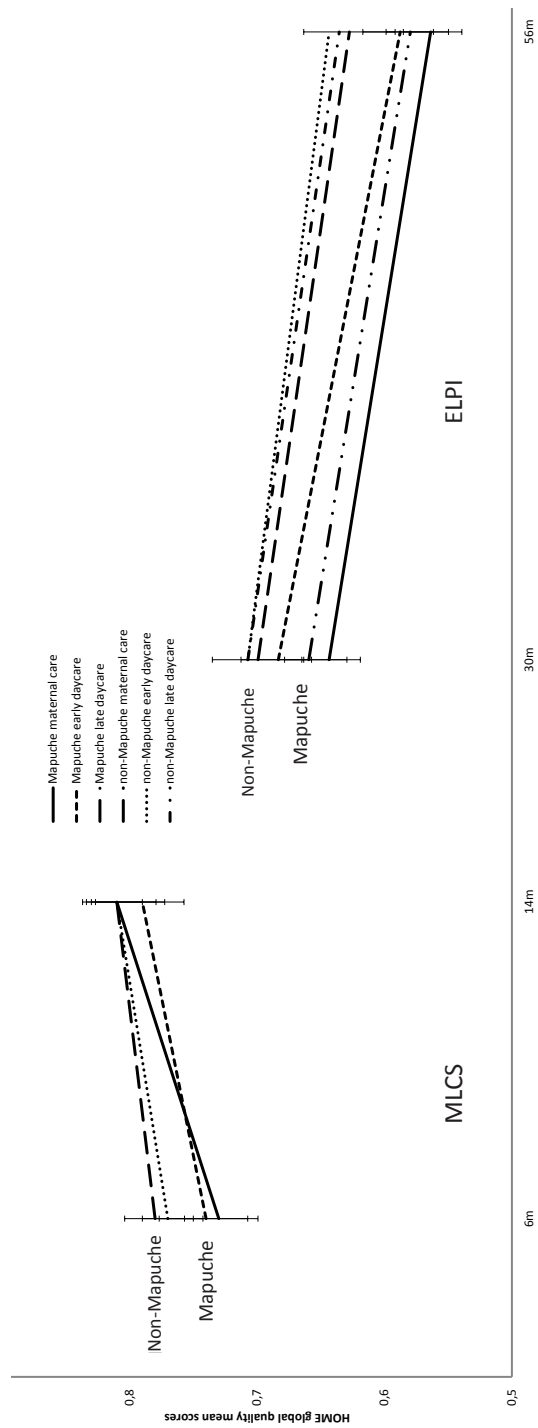 HOME global quality mean scores
0,8
0,7
0,6
0,5
Mapuche maternal care
Mapuche early daycare
Mapuche late daycare
non-Mapuche maternal care
non-Mapuche early daycare
non-Mapuche late daycare
Non-Mapuche
Mapuche
MLCS
Non-Mapuche
Mapuche
ELPI
6m
14m
30m
56m